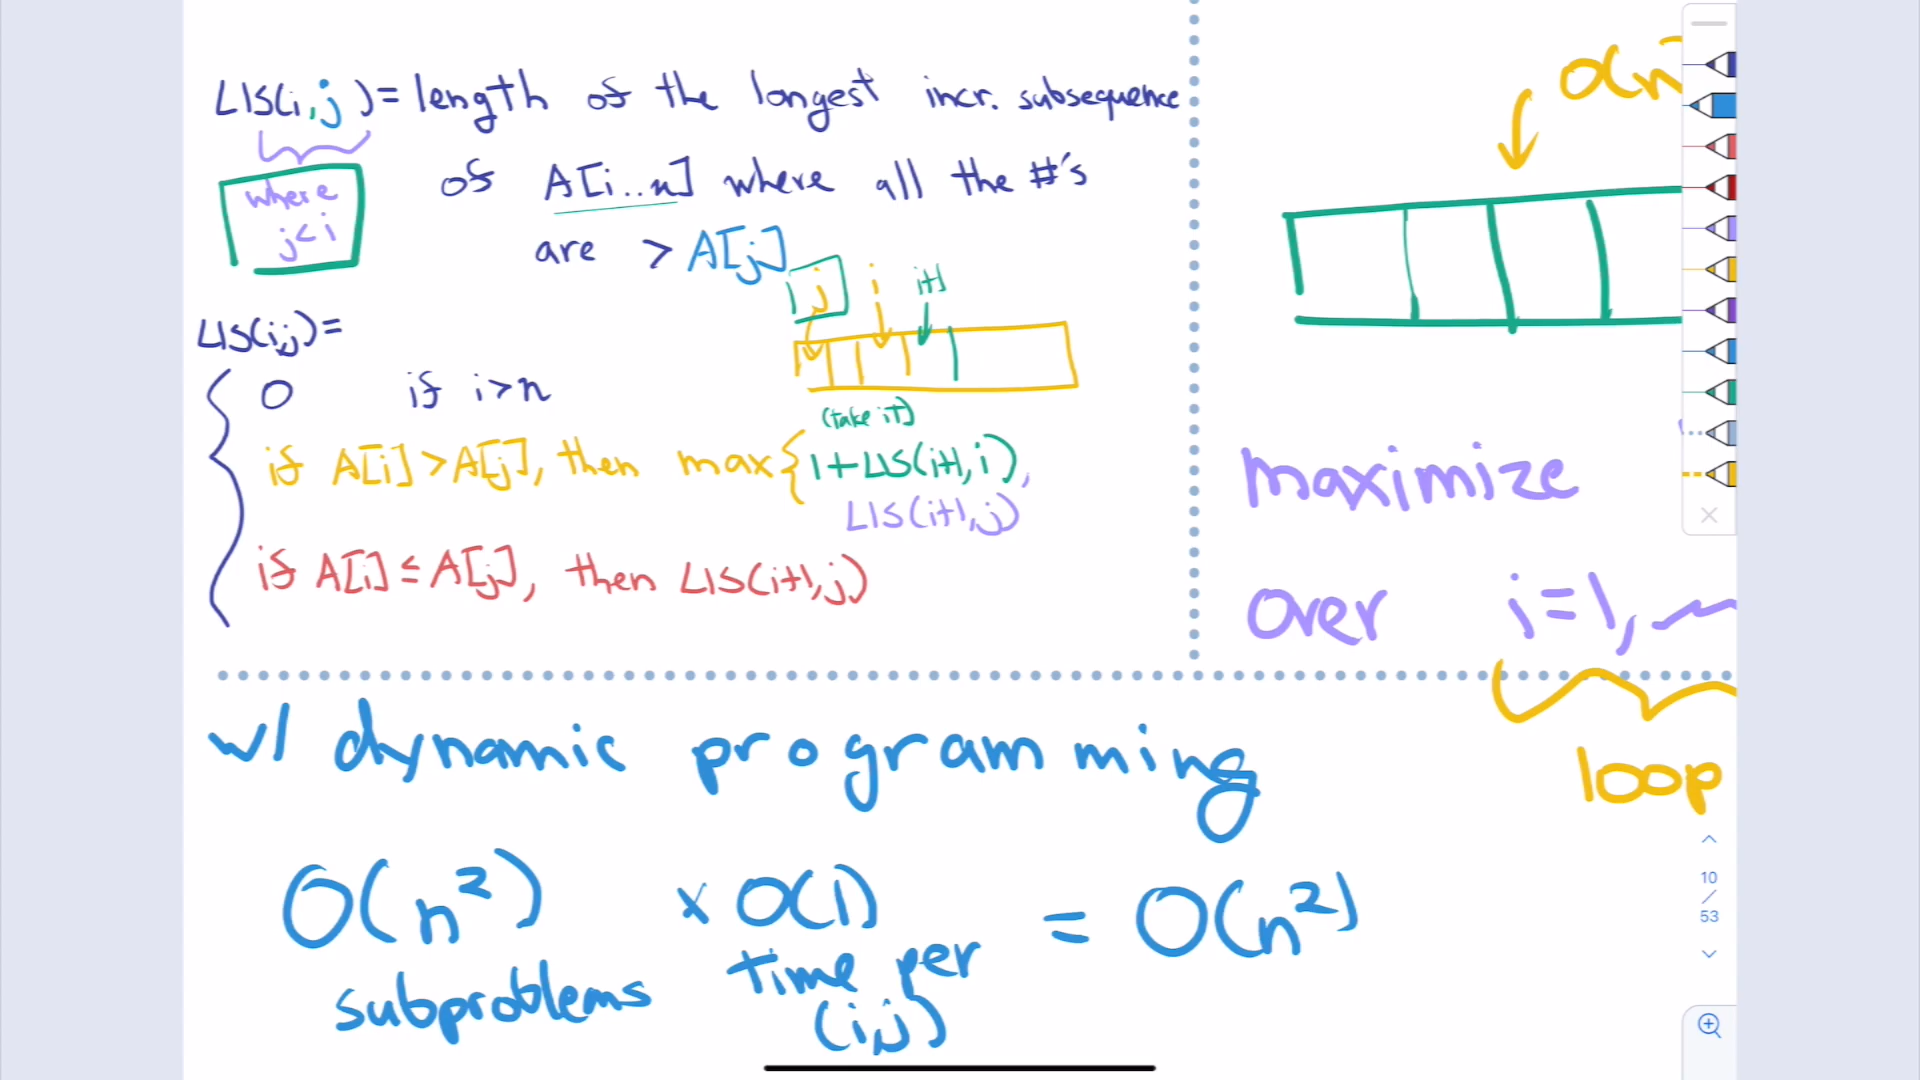 LIS(i,j) = length of the longest incr. subsequence
where
j<i
of A[i..n] where all the #'s
are > A[j]
j i i+1
LIS(i,j) =
0 if i>n
(take it)
if A[i] > A[j], then max { 1+LIS(i+1,i),
LIS(i+1,j)
if A[i] ≤ A[j], then LIS(i+1,j)
maximize
over i=1,
loop
w/ dynamic programming
O(n²) × O(1) = O(n²)
subproblems time per
(i,j)
10
/
53